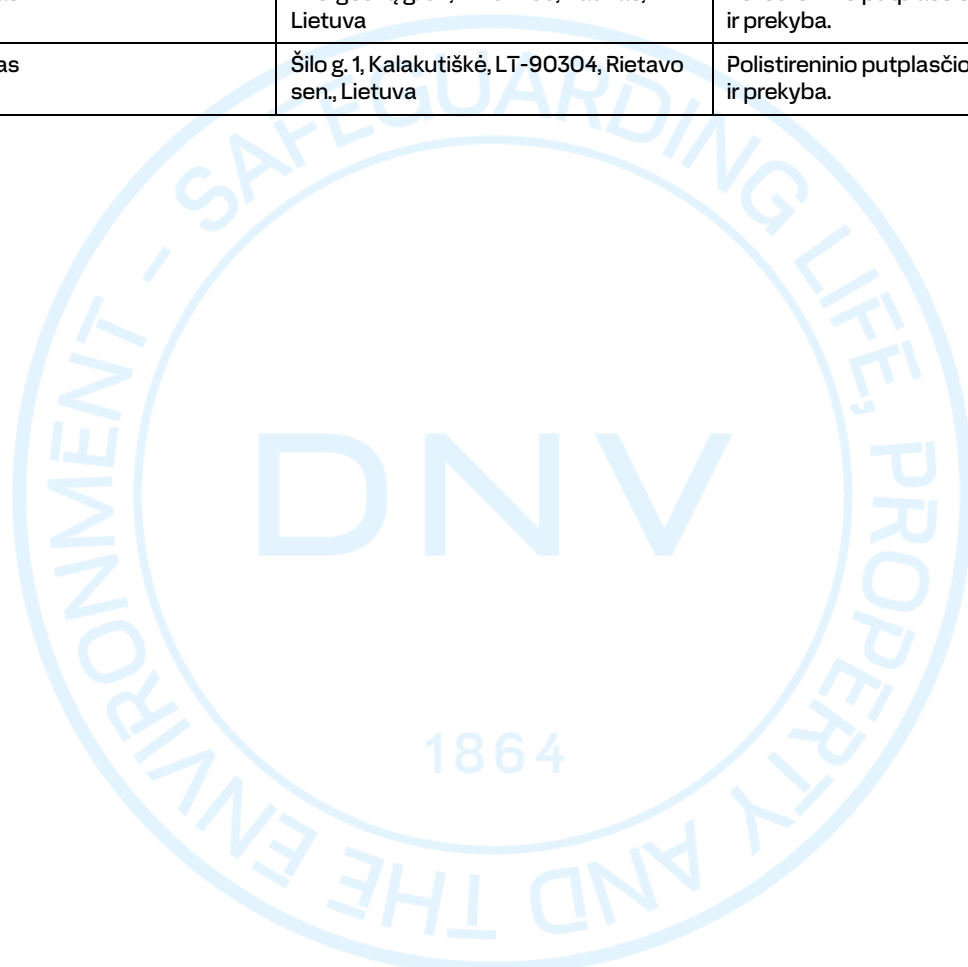 Lietuva
ir prekyba.
as
Šilo g. 1, Kalakutiškė, LT-90304, Rietavo
sen., Lietuva
Polistireninio putplasčio
ir prekyba.
SAFEGUARDING LIFE, PROPERTY AND THE ENVIRONMENT -
DNV
1864